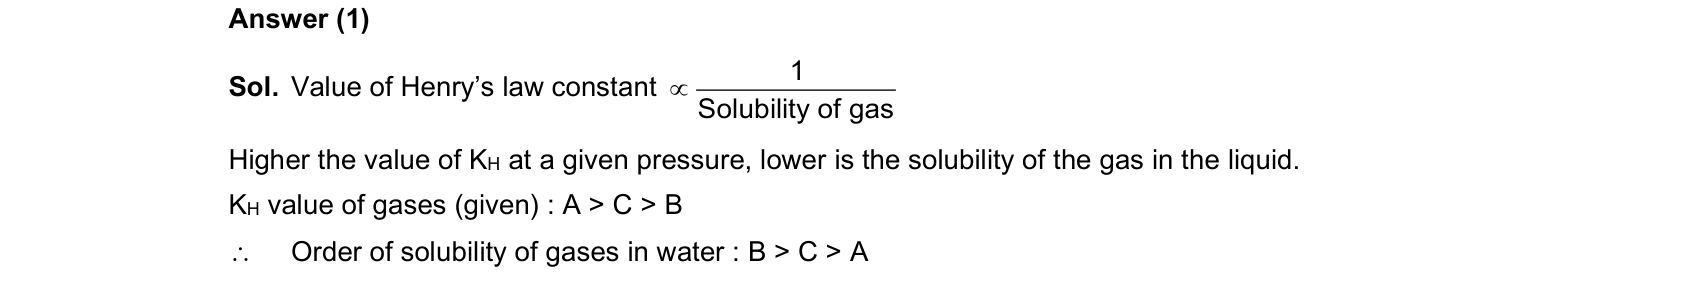 Answer (1)
Sol. Value of Henry's law constant ∝ 1 / Solubility of gas
Higher the value of KH at a given pressure, lower is the solubility of the gas in the liquid.
KH value of gases (given) : A > C > B
∴ Order of solubility of gases in water : B > C > A